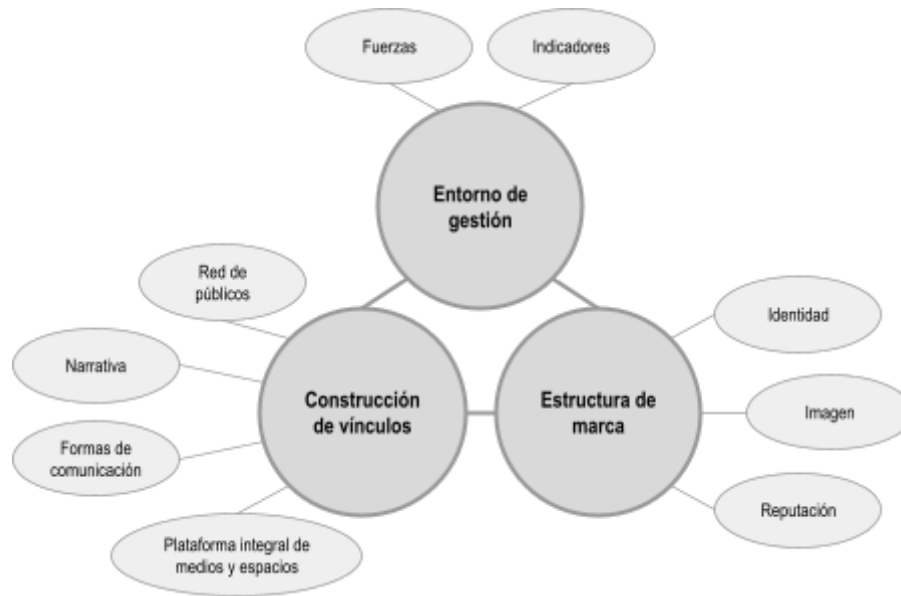 Fuerzas
Indicadores
Entorno de
gestión
Red de
públicos
Identidad
Narrativa
Construcción
de vínculos
Estructura de
marca
Imagen
Formas de
comunicación
Reputación
Plataforma integral de
medios y espacios